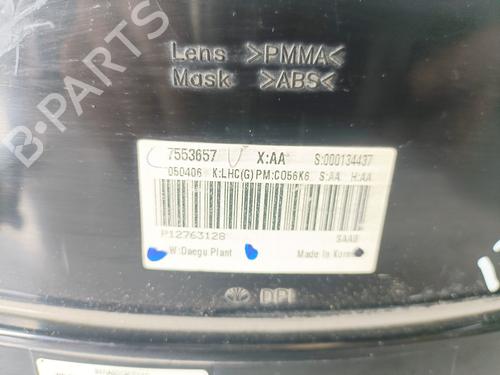 Lens >PMMA<
Mask >ABS<
7553657 X:AA S:000134437
050406 K:LHC(G) PM:CO56K6 S:AA H:AA
P12763128 SAAB
W:Daegu Plant Made In Korea
DPI
B-PARTS